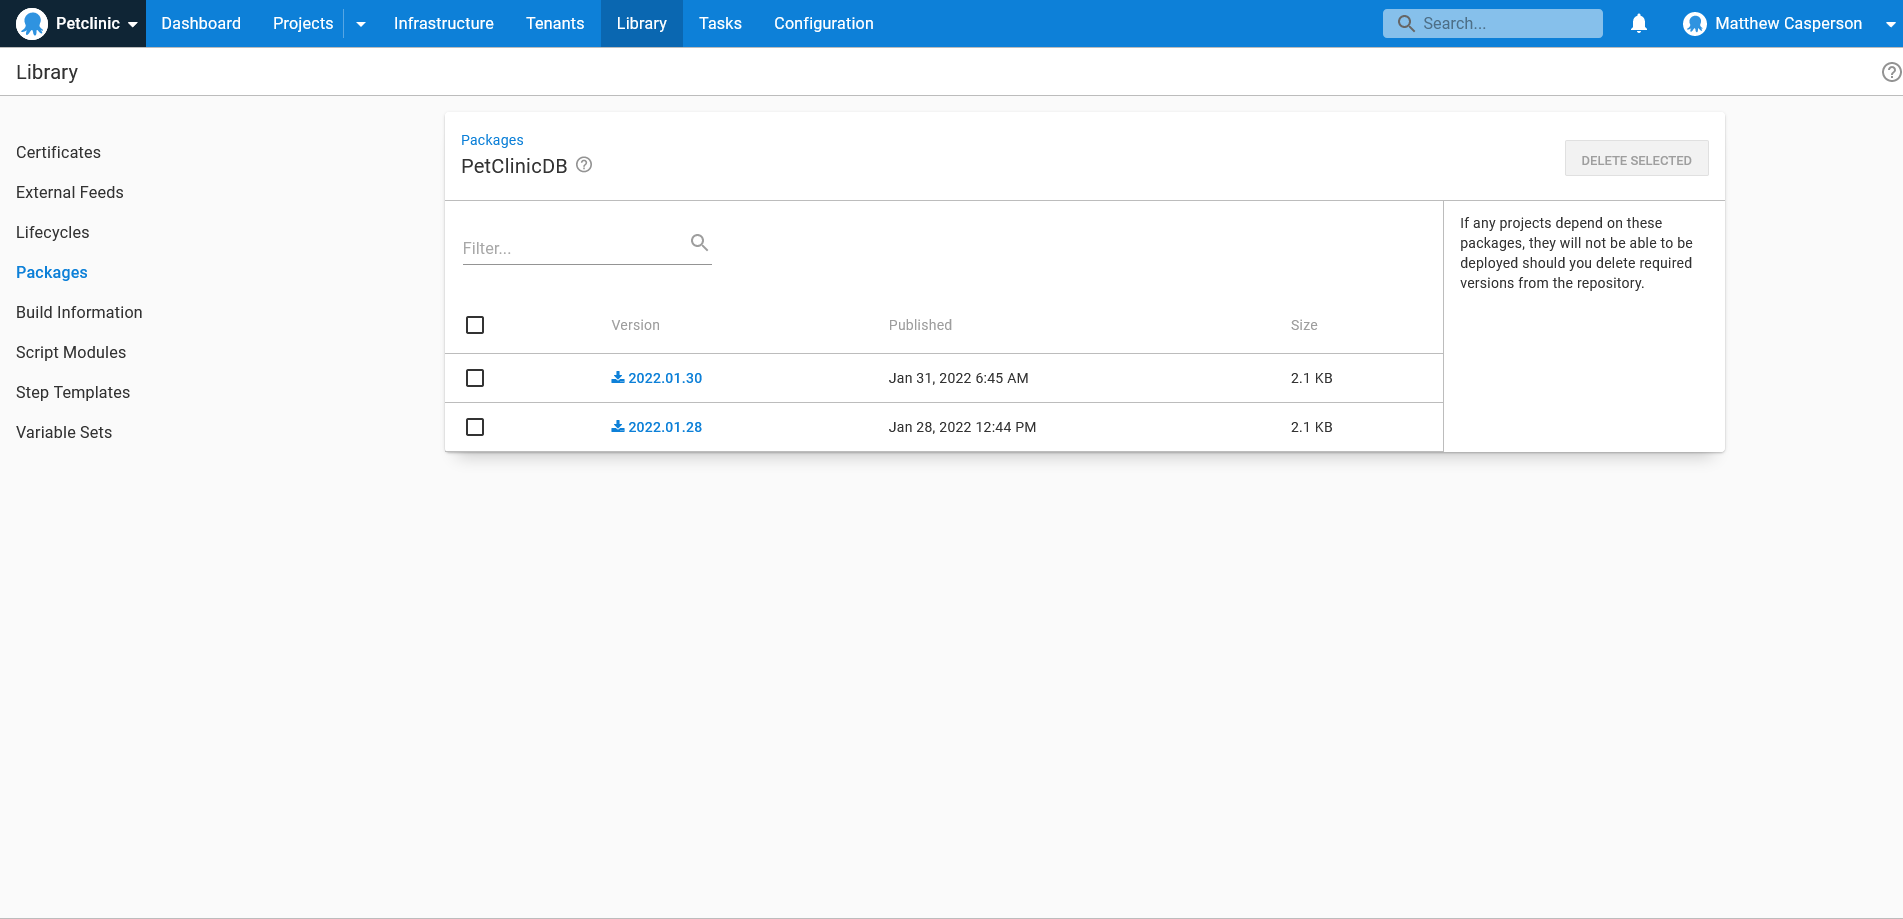 Petclinic Dashboard Projects Infrastructure Tenants Library Tasks Configuration Search... Matthew Casperson
Library
Certificates
External Feeds
Lifecycles
Packages
Build Information
Script Modules
Step Templates
Variable Sets
Packages
PetClinicDB
DELETE SELECTED
Filter...
Version Published Size
2022.01.30 Jan 31, 2022 6:45 AM 2.1 KB
2022.01.28 Jan 28, 2022 12:44 PM 2.1 KB
If any projects depend on these
packages, they will not be able to be
deployed should you delete required
versions from the repository.